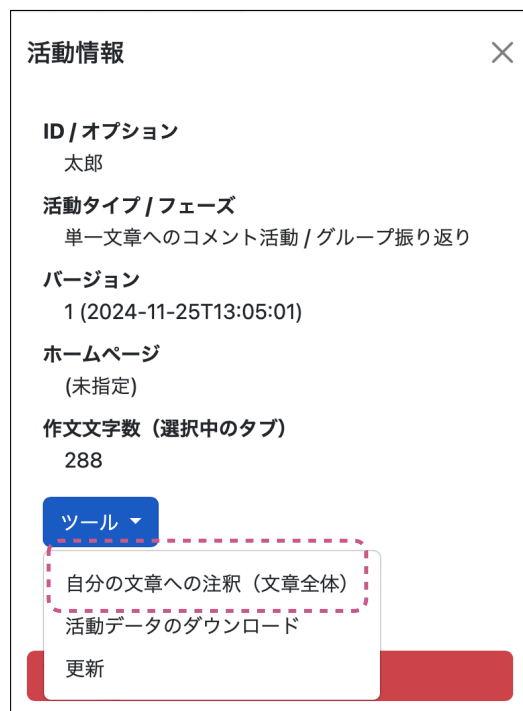 活動情報
ID / オプション
太郎
活動タイプ / フェーズ
単一文章へのコメント活動 / グループ振り返り
バージョン
1 (2024-11-25T13:05:01)
ホームページ
(未指定)
作文文字数（選択中のタブ）
288
ツール
自分の文章への注釈（文章全体）
活動データのダウンロード
更新